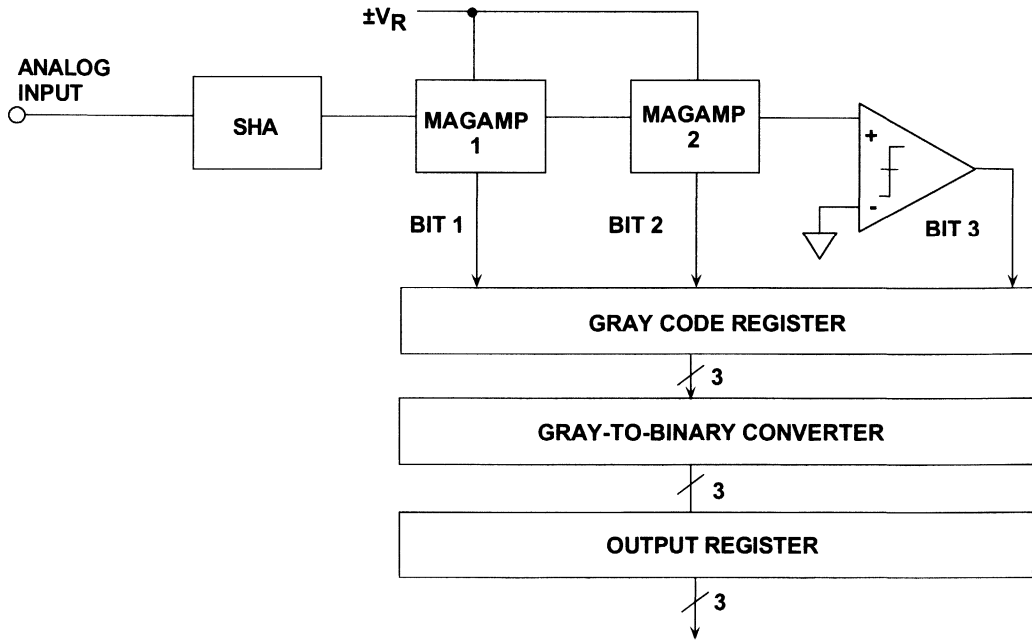 ±VR
ANALOG
INPUT
SHA
MAGAMP
1
MAGAMP
2
+
-
BIT 1
BIT 2
BIT 3
GRAY CODE REGISTER
3
GRAY-TO-BINARY CONVERTER
3
OUTPUT REGISTER
3